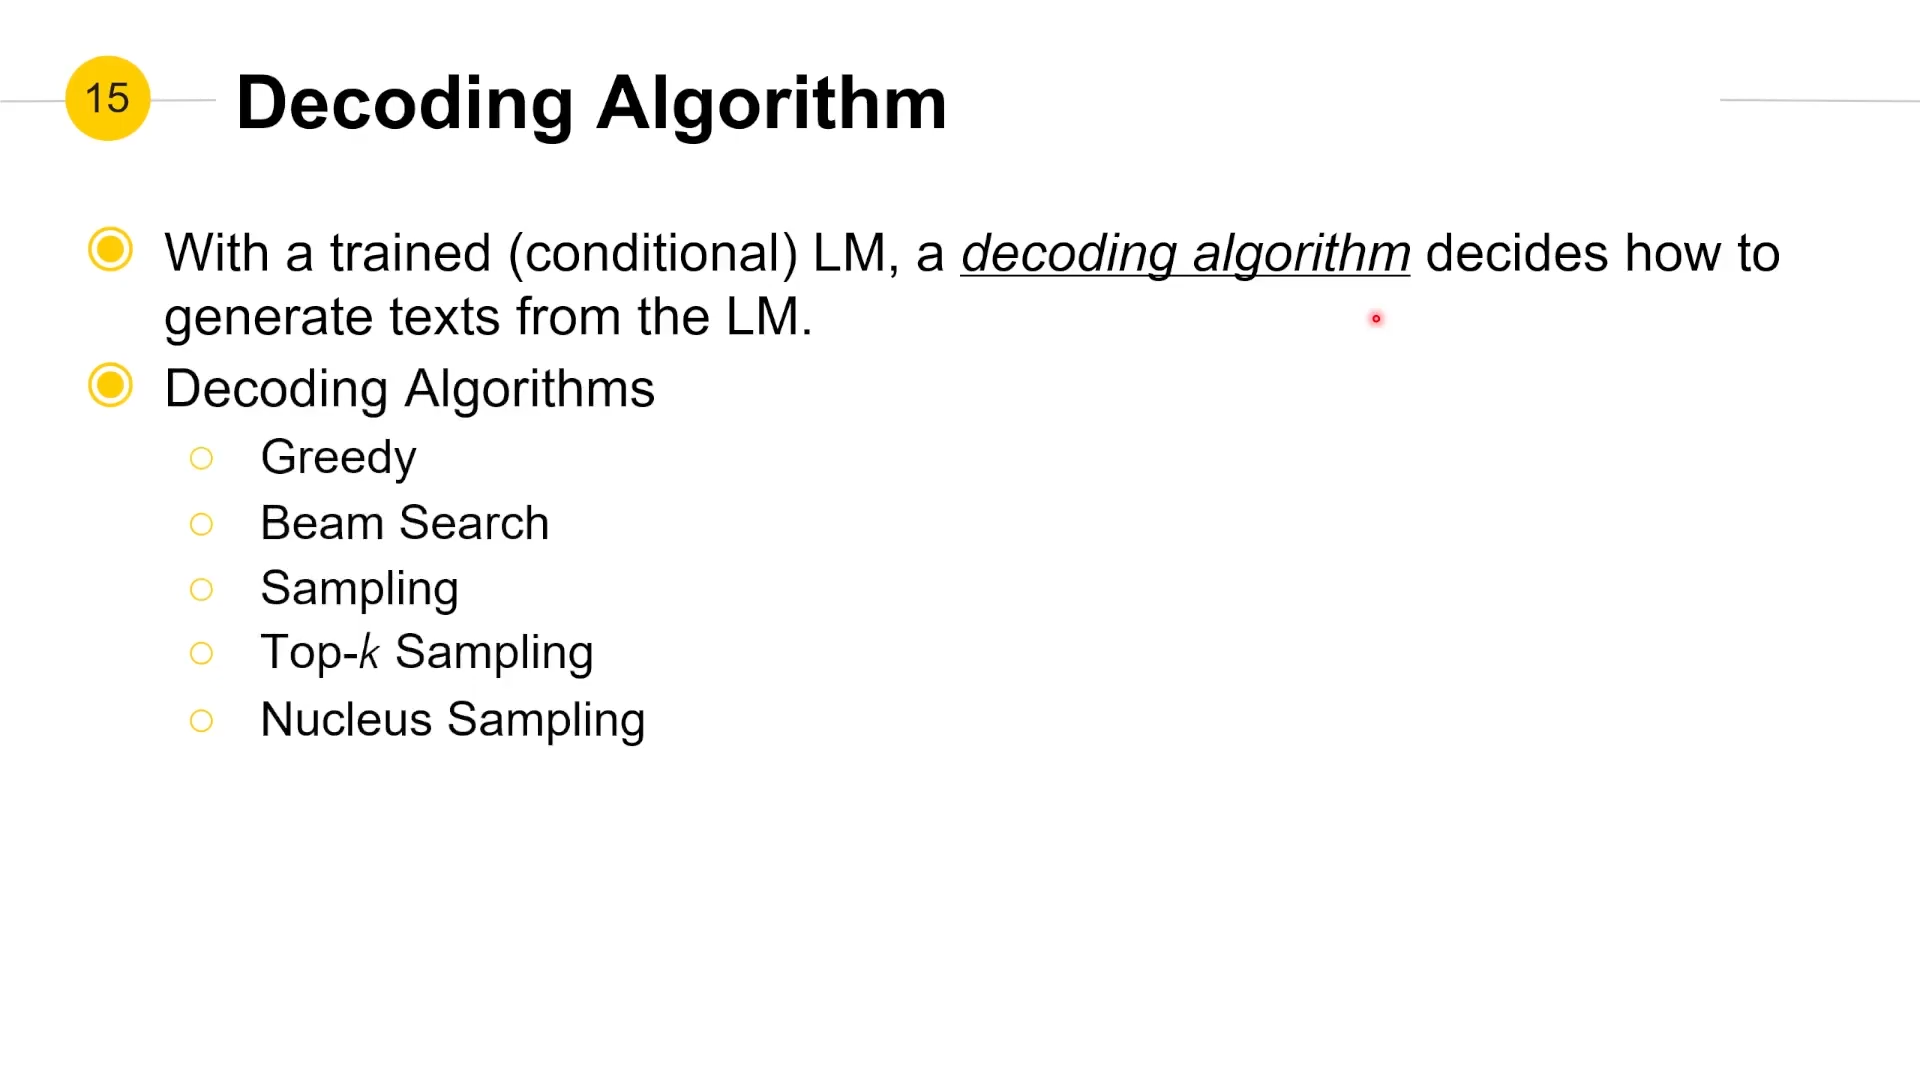 15
Decoding Algorithm
With a trained (conditional) LM, a decoding algorithm decides how to
generate texts from the LM.
Decoding Algorithms
Greedy
Beam Search
Sampling
Top-k Sampling
Nucleus Sampling